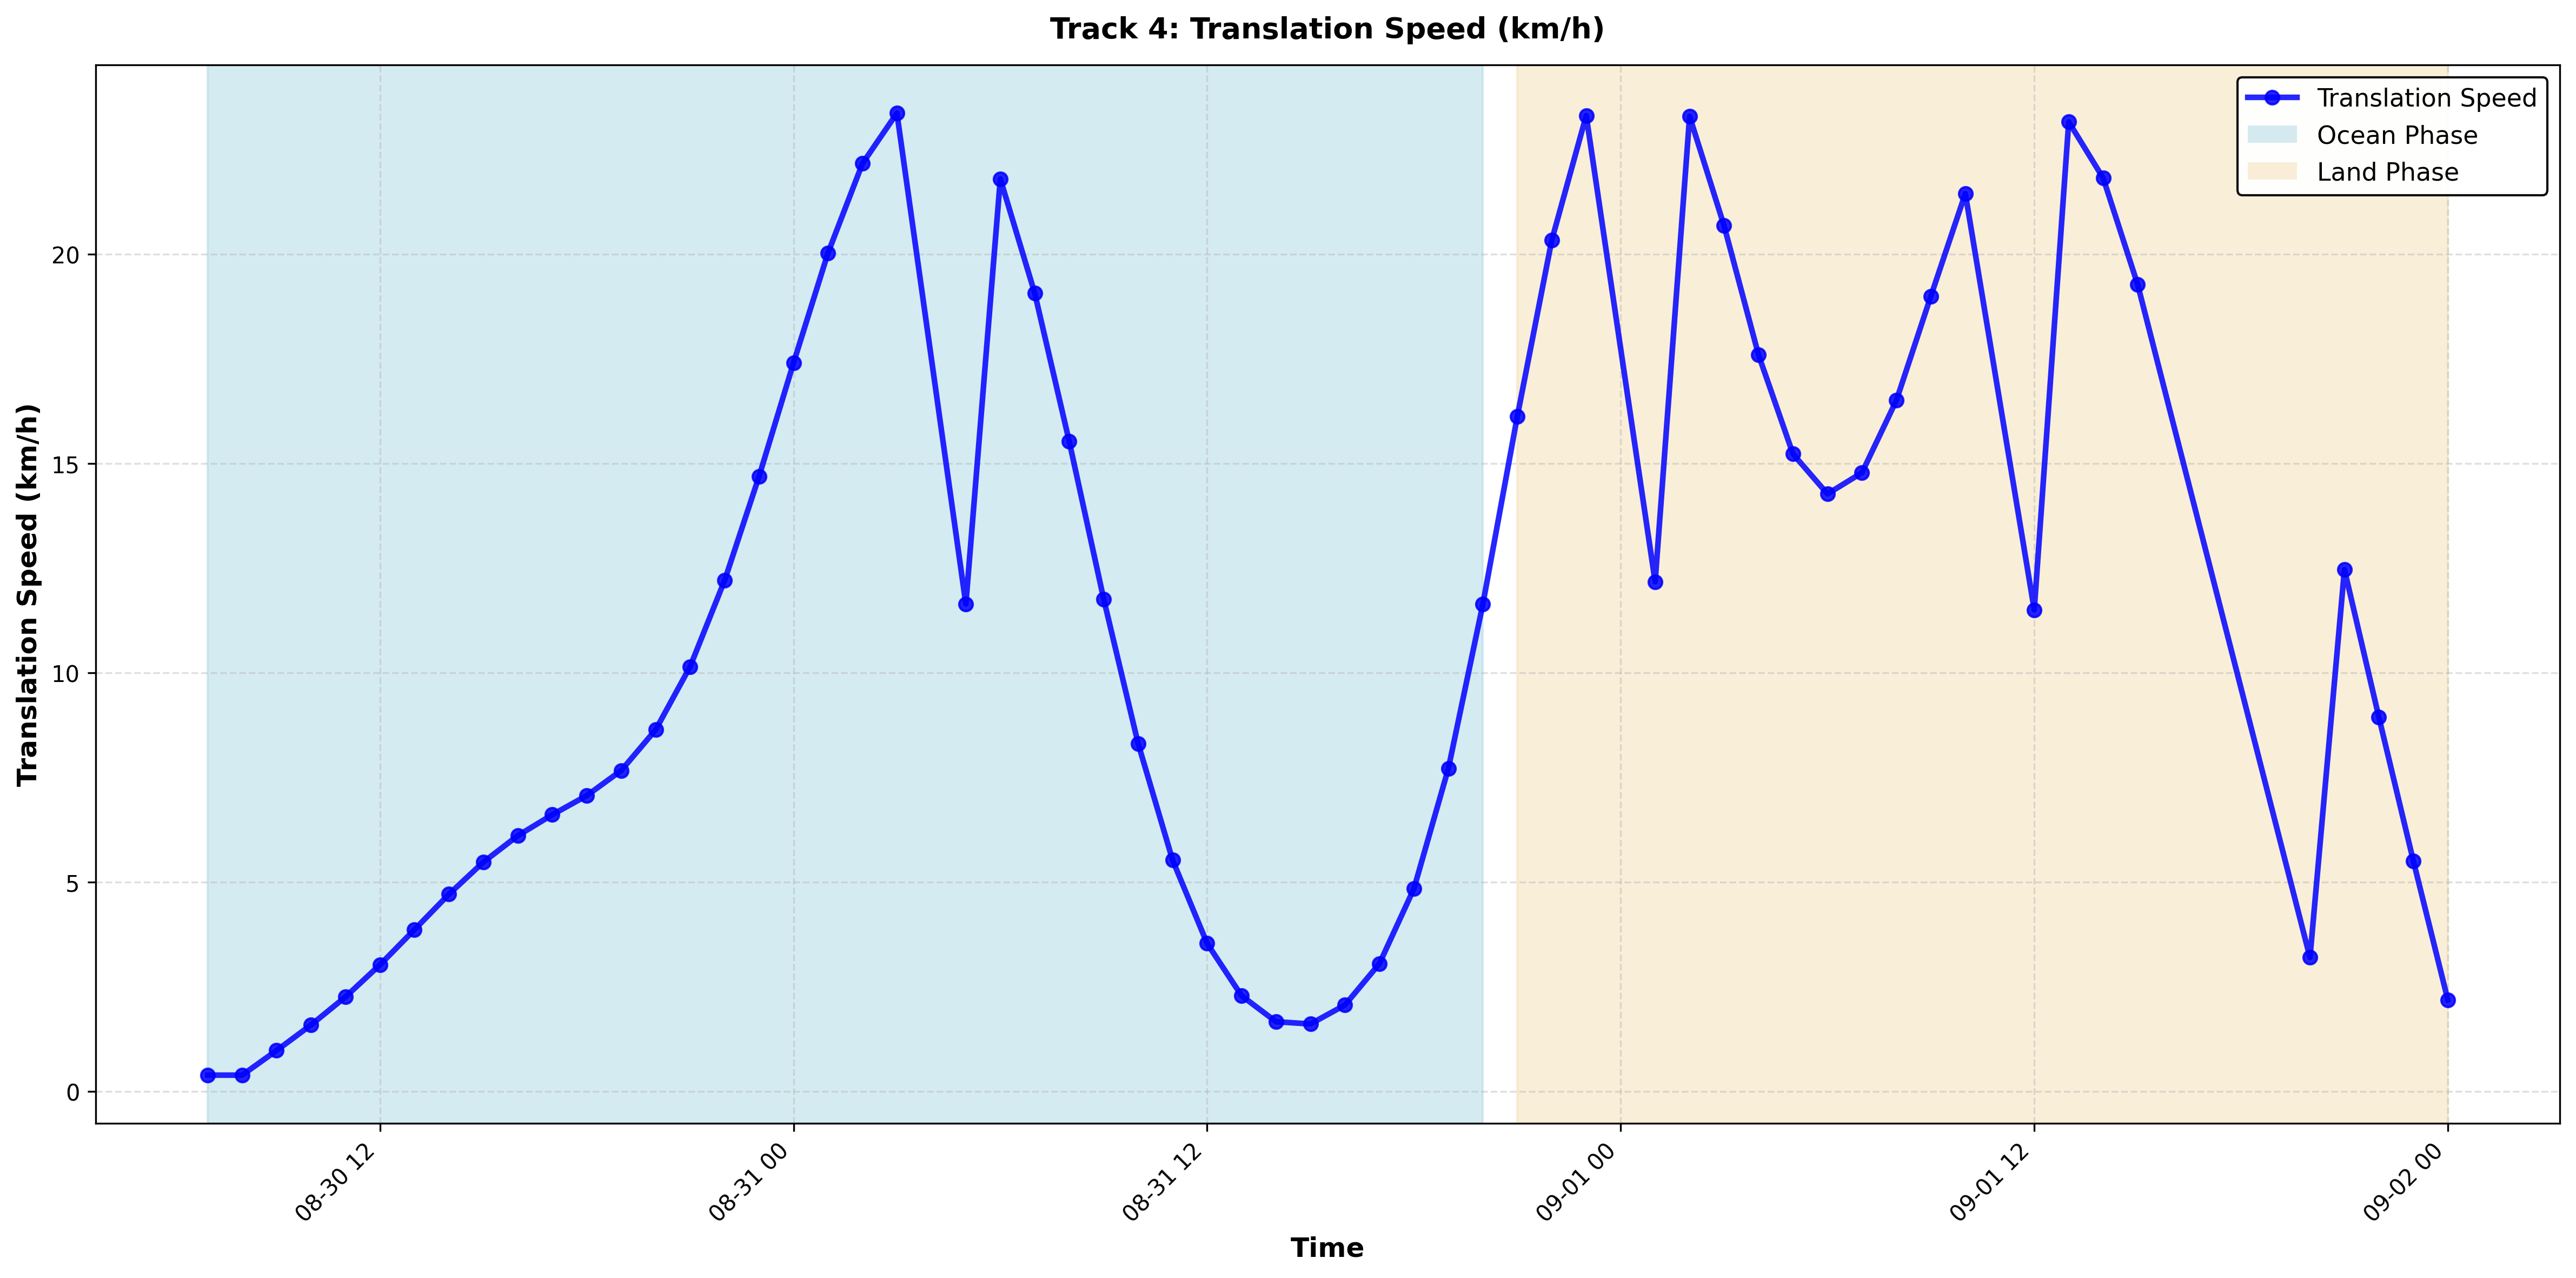 Track 4: Translation Speed (km/h)
Translation Speed
Ocean Phase
Land Phase
Translation Speed (km/h)
20
15
10
5
0
08-30 12
08-31 00
08-31 12
09-01 00
09-01 12
09-02 00
Time